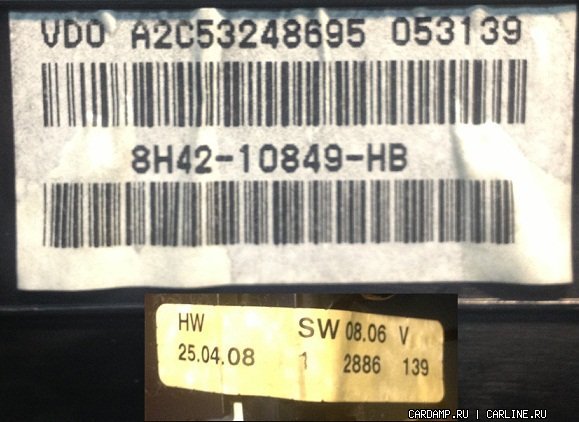 VDO A2C53248695 053139
8H42-10849-HB
HW SW 08.06 V
25.04.08 1 2886 139
CARDAMP.RU | CARLINE.RU